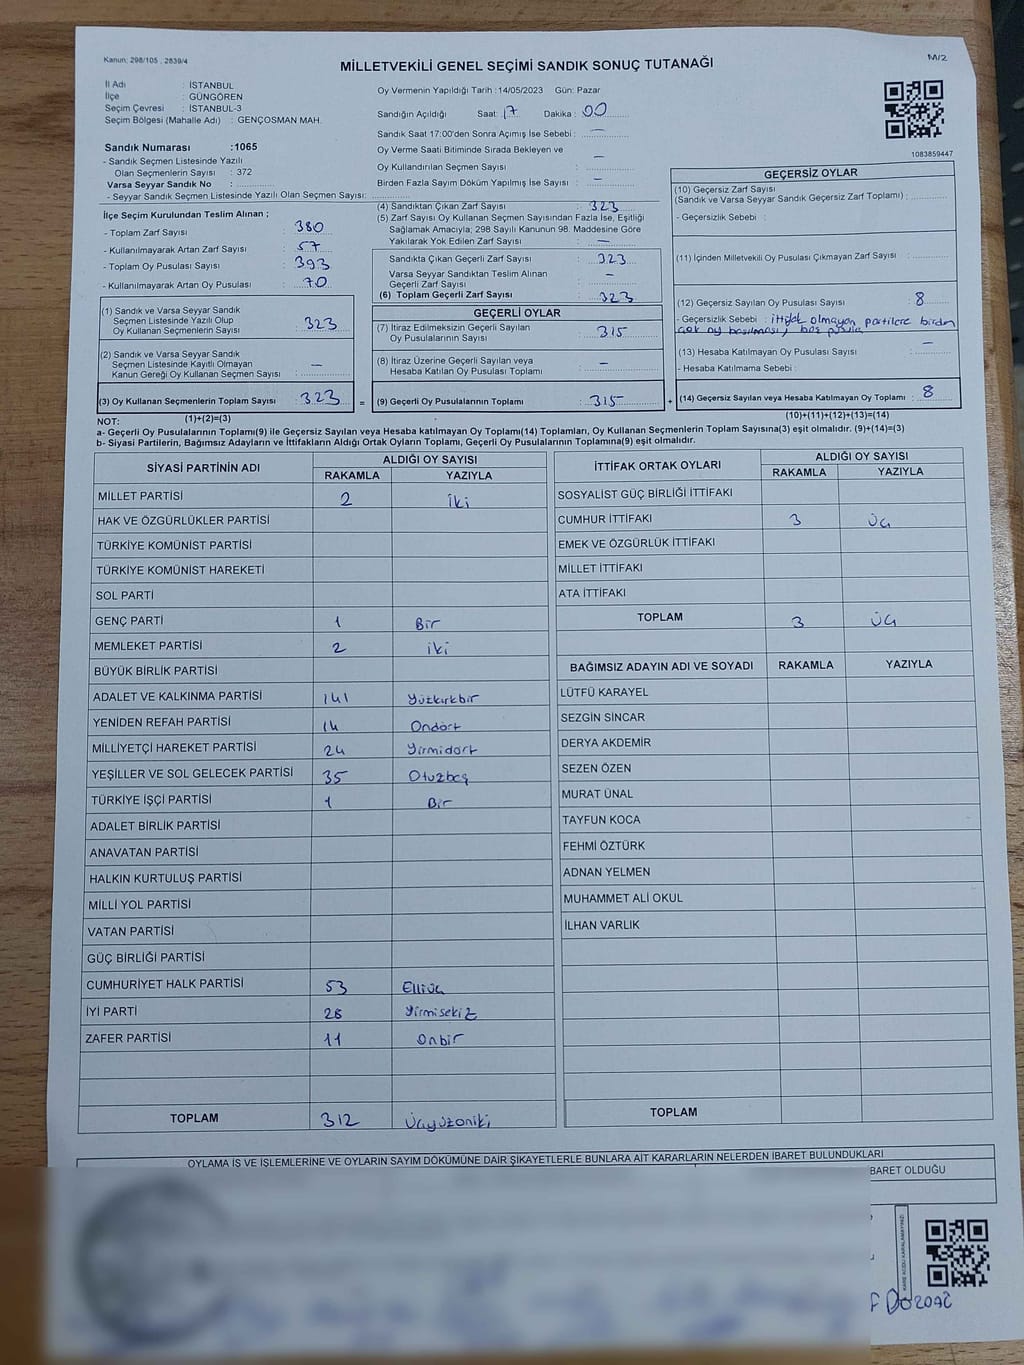 Kanun: 298/105 , 2839/4
M/2
MİLLETVEKİLİ GENEL SEÇİMİ SANDIK SONUÇ TUTANAĞI
İl Adı : İSTANBUL
İlçe : GÜNGÖREN
Seçim Çevresi : İSTANBUL-3
Seçim Bölgesi (Mahalle Adı) : GENÇOSMAN MAH.
Sandık Numarası :1065
- Sandık Seçmen Listesinde Yazılı
Olan Seçmenlerin Sayısı : 372
Varsa Seyyar Sandık No :
- Seyyar Sandık Seçmen Listesinde Yazılı Olan Seçmen Sayısı:
Oy Vermenin Yapıldığı Tarih :14/05/2023 Gün: Pazar
Sandığın Açıldığı Saat: 17 Dakika : 00
Sandık Saat 17:00'den Sonra Açımış İse Sebebi : —
Oy Verme Saati Bitiminde Sırada Bekleyen ve
Oy Kullandırılan Seçmen Sayısı : —
Birden Fazla Sayım Döküm Yapılmış İse Sayısı : —
1083859447
İlçe Seçim Kurulundan Teslim Alınan ;
- Toplam Zarf Sayısı : 380
- Kullanılmayarak Artan Zarf Sayısı : 57
- Toplam Oy Pusulası Sayısı : 393
- Kullanılmayarak Artan Oy Pusulası : 70
(1) Sandık ve Varsa Seyyar Sandık
Seçmen Listesinde Yazılı Olup
Oy Kullanan Seçmenlerin Sayısı : 323
(2) Sandık ve Varsa Seyyar Sandık
Seçmen Listesinde Kayıtlı Olmayan
Kanun Gereği Oy Kullanan Seçmen Sayısı : —
(3) Oy Kullanan Seçmenlerin Toplam Sayısı : 323 =
(1)+(2)=(3)
(4) Sandıktan Çıkan Zarf Sayısı : 323
(5) Zarf Sayısı Oy Kullanan Seçmen Sayısından Fazla İse, Eşitliği
Sağlamak Amacıyla; 298 Sayılı Kanunun 98. Maddesine Göre
Yakılarak Yok Edilen Zarf Sayısı : —
Sandıkta Çıkan Geçerli Zarf Sayısı : 323
Varsa Seyyar Sandıktan Teslim Alınan
Geçerli Zarf Sayısı : —
(6) Toplam Geçerli Zarf Sayısı : 323
GEÇERLİ OYLAR
(7) İtiraz Edilmeksizin Geçerli Sayılan
Oy Pusulalarının Sayısı : 315
(8) İtiraz Üzerine Geçerli Sayılan veya
Hesaba Katılan Oy Pusulası Toplamı : —
(9) Geçerli Oy Pusulalarının Toplamı : 315 +
GEÇERSİZ OYLAR
(10) Geçersiz Zarf Sayısı
(Sandık ve Varsa Seyyar Sandık Geçersiz Zarf Toplamı) :
- Geçersizlik Sebebi :
(11) İçinden Milletvekili Oy Pusulası Çıkmayan Zarf Sayısı :
(12) Geçersiz Sayılan Oy Pusulası Sayısı : 8
- Geçersizlik Sebebi : ittifak olmayan partilere birden
çok oy basılması, boş pusula
(13) Hesaba Katılmayan Oy Pusulası Sayısı : —
- Hesaba Katılmama Sebebi :
(14) Geçersiz Sayılan veya Hesaba Katılmayan Oy Toplamı : 8
(10)+(11)+(12)+(13)=(14)
NOT:
a- Geçerli Oy Pusulalarının Toplamı(9) ile Geçersiz Sayılan veya Hesaba katılmayan Oy Toplamı(14) Toplamları, Oy Kullanan Seçmenlerin Toplam Sayısına(3) eşit olmalıdır. (9)+(14)=(3)
b- Siyasi Partilerin, Bağımsız Adayların ve İttifakların Aldığı Ortak Oyların Toplamı, Geçerli Oy Pusulalarının Toplamına(9) eşit olmalıdır.
SİYASİ PARTİNİN ADI ALDIĞI OY SAYISI
RAKAMLA YAZIYLA
MİLLET PARTİSİ 2 iki
HAK VE ÖZGÜRLÜKLER PARTİSİ
TÜRKİYE KOMÜNİST PARTİSİ
TÜRKİYE KOMÜNİST HAREKETİ
SOL PARTİ
GENÇ PARTİ 1 Bir
MEMLEKET PARTİSİ 2 iki
BÜYÜK BİRLİK PARTİSİ
ADALET VE KALKINMA PARTİSİ 141 Yüzkırkbir
YENİDEN REFAH PARTİSİ 14 Ondört
MİLLİYETÇİ HAREKET PARTİSİ 24 Yirmidört
YEŞİLLER VE SOL GELECEK PARTİSİ 35 Otuzbeş
TÜRKİYE İŞÇİ PARTİSİ 1 Bir
ADALET BİRLİK PARTİSİ
ANAVATAN PARTİSİ
HALKIN KURTULUŞ PARTİSİ
MİLLİ YOL PARTİSİ
VATAN PARTİSİ
GÜÇ BİRLİĞİ PARTİSİ
CUMHURİYET HALK PARTİSİ 53 Elliüç
İYİ PARTİ 28 Yirmisekiz
ZAFER PARTİSİ 11 Onbir
TOPLAM 312 Üçyüzoniki
İTTİFAK ORTAK OYLARI ALDIĞI OY SAYISI
RAKAMLA YAZIYLA
SOSYALİST GÜÇ BİRLİĞİ İTTİFAKI
CUMHUR İTTİFAKI 3 Üç
EMEK VE ÖZGÜRLÜK İTTİFAKI
MİLLET İTTİFAKI
ATA İTTİFAKI
TOPLAM 3 Üç
BAĞIMSIZ ADAYIN ADI VE SOYADI RAKAMLA YAZIYLA
LÜTFÜ KARAYEL
SEZGİN SİNCAR
DERYA AKDEMİR
SEZEN ÖZEN
MURAT ÜNAL
TAYFUN KOCA
FEHMİ ÖZTÜRK
ADNAN YELMEN
MUHAMMET ALİ OKUL
İLHAN VARLIK
TOPLAM
OYLAMA İŞ VE İŞLEMLERİNE VE OYLARIN SAYIM DÖKÜMÜNE DAİR ŞİKAYETLERLE BUNLARA AİT KARARLARIN NELERDEN İBARET BULUNDUKLARI
BARET OLDUĞU
KARE KODU KARALAMAYINIZ!